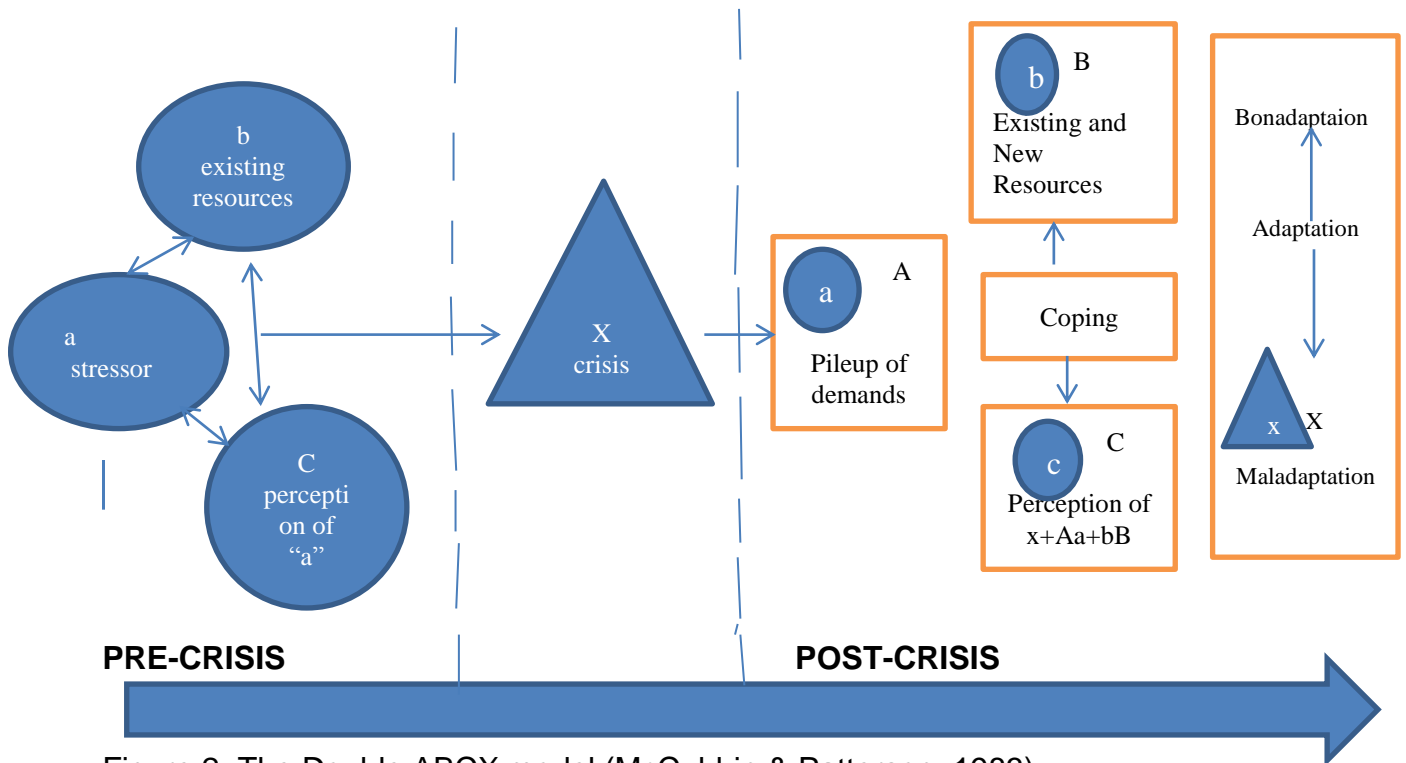 b
existing
resources
a
stressor
C
percepti
on of
“a”
X
crisis
a
A
Pileup of
demands
b
B
Existing and
New
Resources
Coping
c
C
Perception of
x+Aa+bB
Bonadaptaion
Adaptation
x
X
Maladaptation
PRE-CRISIS
POST-CRISIS